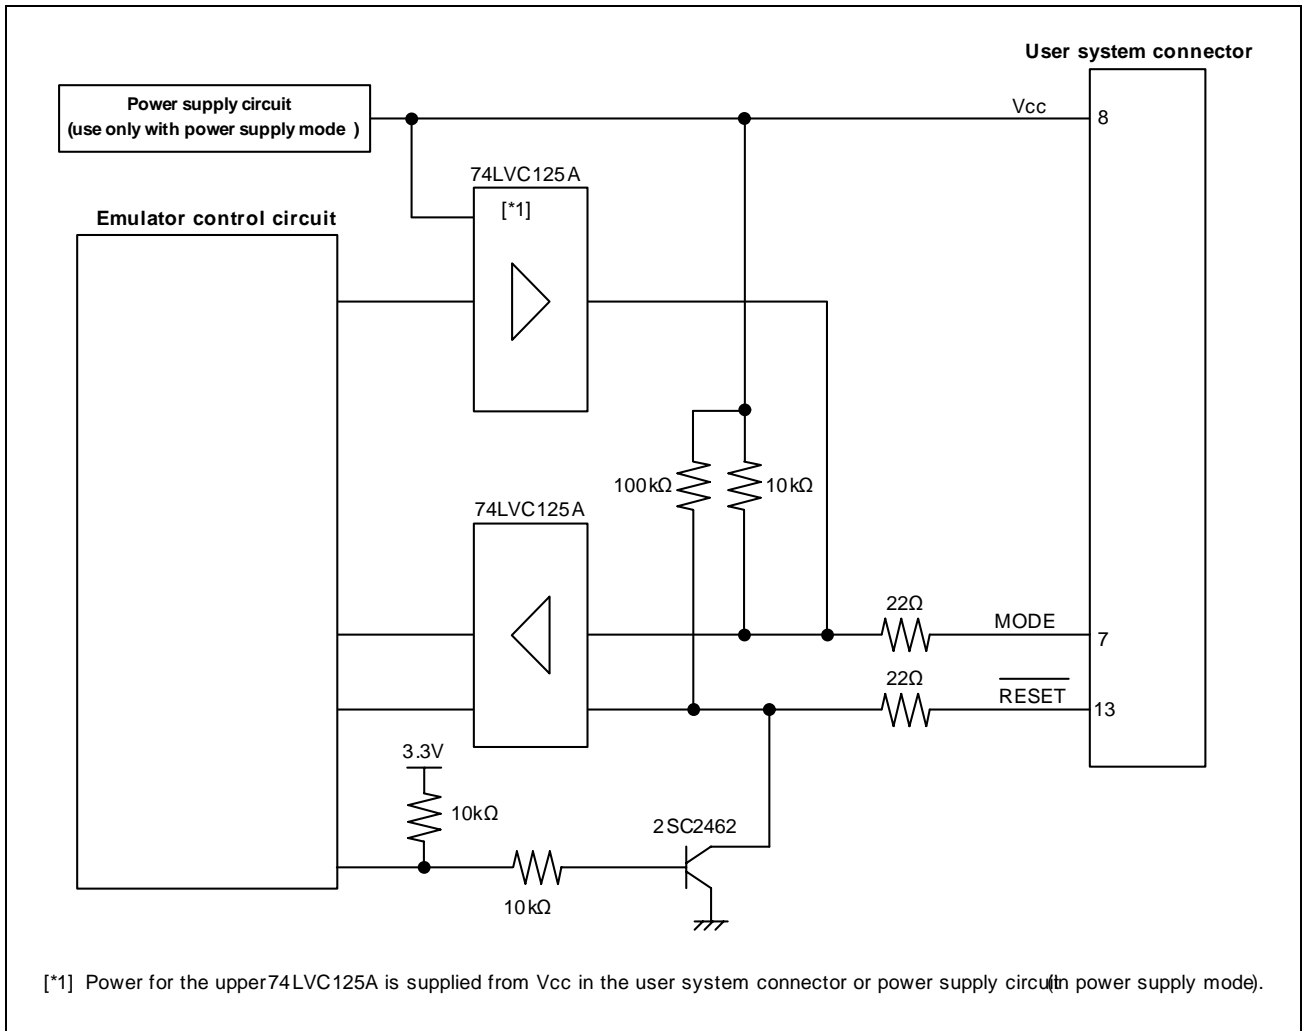 User system connector
Power supply circuit
(use only with power supply mode )
Vcc
8
74LVC125A
[*1]
Emulator control circuit
100kΩ
10kΩ
74LVC125A
22Ω
MODE
7
22Ω
RESET
13
3.3V
10kΩ
2SC2462
10kΩ
[*1] Power for the upper74LVC125A is supplied from Vcc in the user system connector or power supply circuit(in power supply mode).